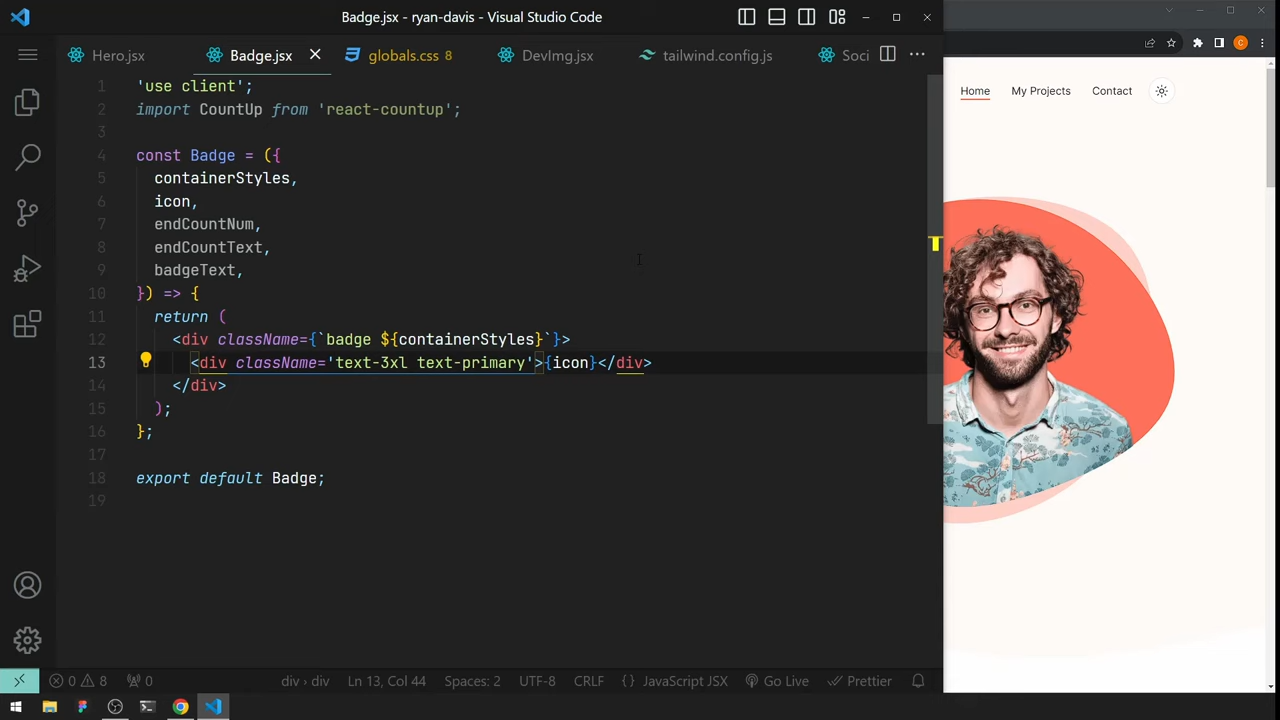 Badge.jsx - ryan-davis - Visual Studio Code
Hero.jsx
Badge.jsx
globals.css 8
DevImg.jsx
tailwind.config.js
Soci
1 'use client';
2 import CountUp from 'react-countup';
3
4 const Badge = ({
5 containerStyles,
6 icon,
7 endCountNum,
8 endCountText,
9 badgeText,
10 }) => {
11 return (
12 <div className={`badge ${containerStyles}`}>
13 <div className='text-3xl text-primary'>{icon}</div>
14 </div>
15 );
16 };
17
18 export default Badge;
19
Home My Projects Contact
0 8 0 div › div Ln 13, Col 44 Spaces: 2 UTF-8 CRLF {} JavaScript JSX Go Live Prettier
C